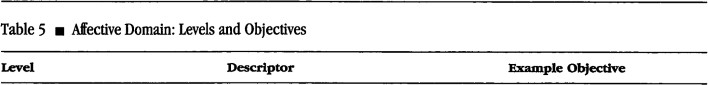 Table 5 ■ Affective Domain: Levels and Objectives
Level Descriptor Example Objective